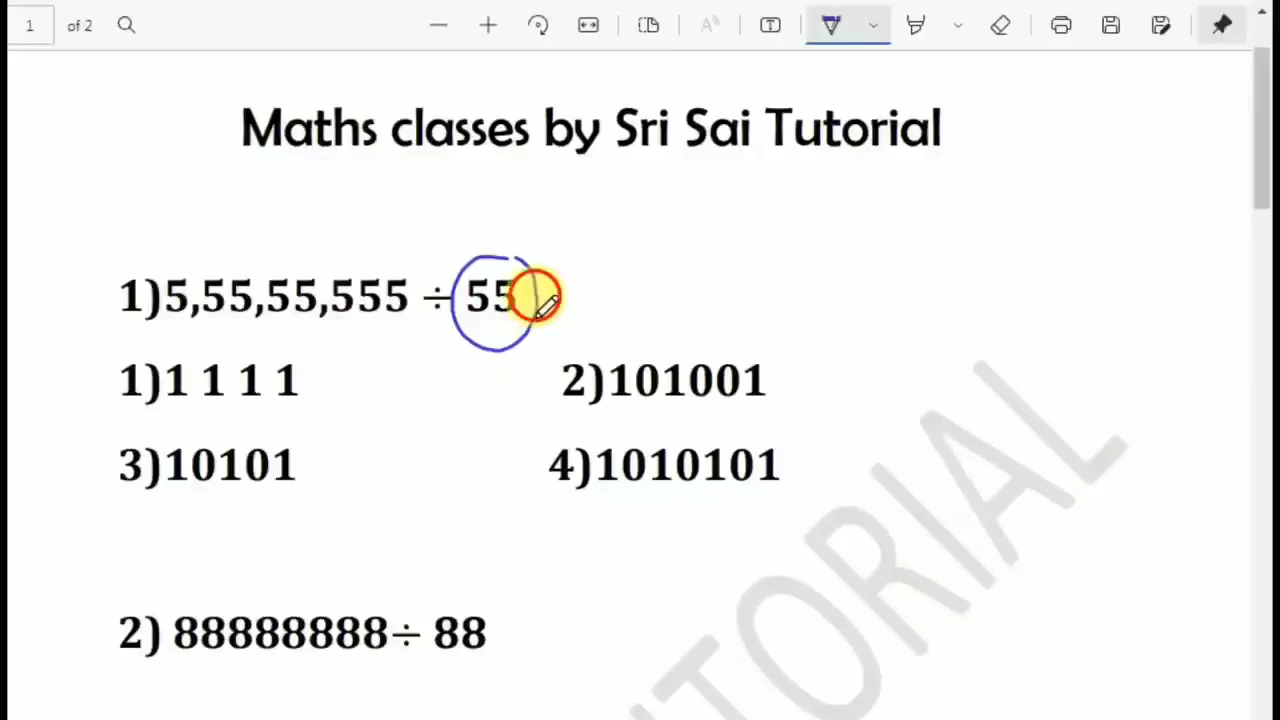 1 of 2
Maths classes by Sri Sai Tutorial
1)5,55,55,555 ÷ 55
1)1 1 1 1 2)101001
3)10101 4)1010101
2) 88888888÷ 88
TORIAL